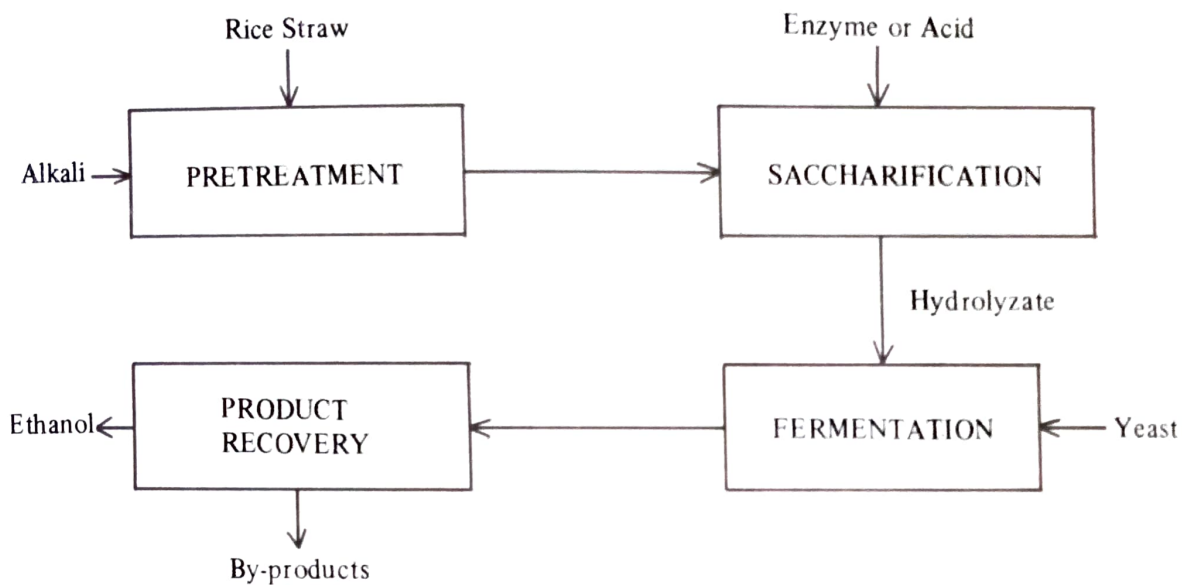 Rice Straw
Enzyme or Acid
Alkali
PRETREATMENT
SACCHARIFICATION
Hydrolyzate
Ethanol
PRODUCT
RECOVERY
FERMENTATION
Yeast
By-products